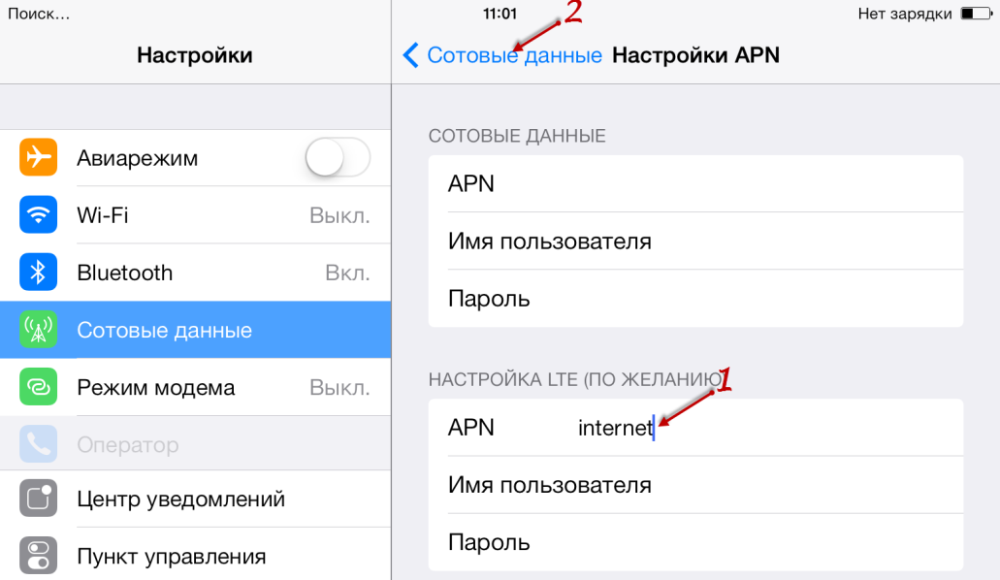 Поиск...
11:01
Нет зарядки
2
Настройки
Сотовые данные
Настройки APN
Авиарежим
Wi-Fi Выкл.
Bluetooth Вкл.
Сотовые данные
Режим модема Выкл.
Оператор
Центр уведомлений
Пункт управления
СОТОВЫЕ ДАННЫЕ
APN
Имя пользователя
Пароль
НАСТРОЙКА LTE (ПО ЖЕЛАНИЮ)
1
APN internet
Имя пользователя
Пароль